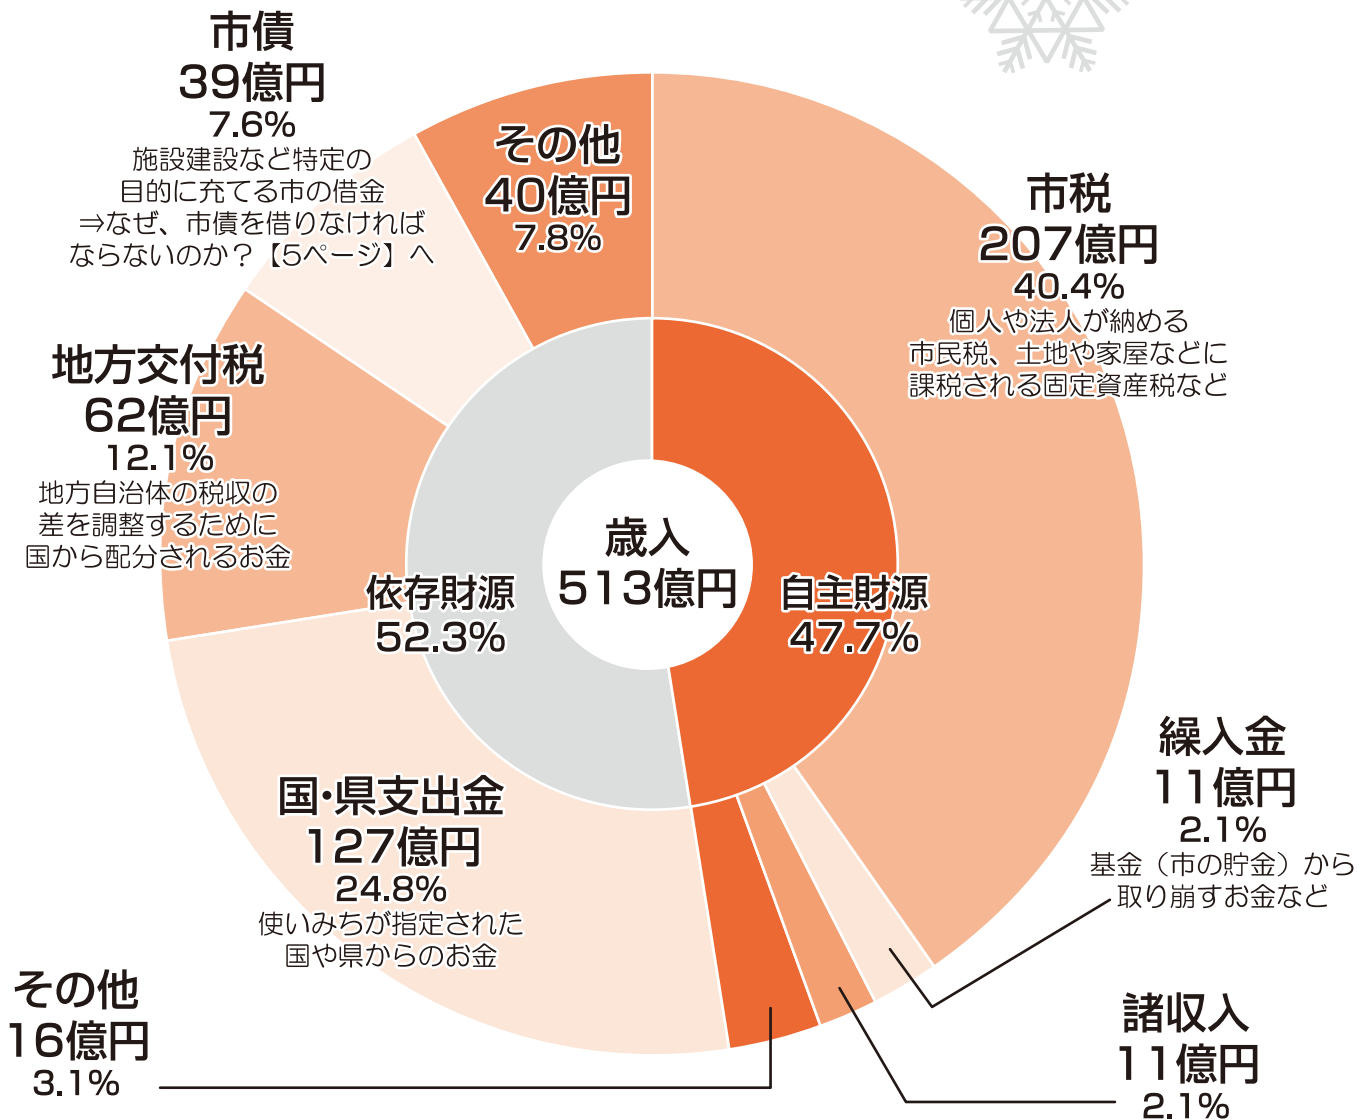 市債
39億円
7.6%
施設建設など特定の
目的に充てる市の借金
⇒なぜ、市債を借りなければ
ならないのか？【5ページ】へ
その他
40億円
7.8%
市税
207億円
40.4%
個人や法人が納める
市民税、土地や家屋などに
課税される固定資産税など
地方交付税
62億円
12.1%
地方自治体の税収の
差を調整するために
国から配分されるお金
歳入
513億円
依存財源
52.3%
自主財源
47.7%
繰入金
11億円
2.1%
基金（市の貯金）から
取り崩すお金など
国・県支出金
127億円
24.8%
使いみちが指定された
国や県からのお金
その他
16億円
3.1%
諸収入
11億円
2.1%